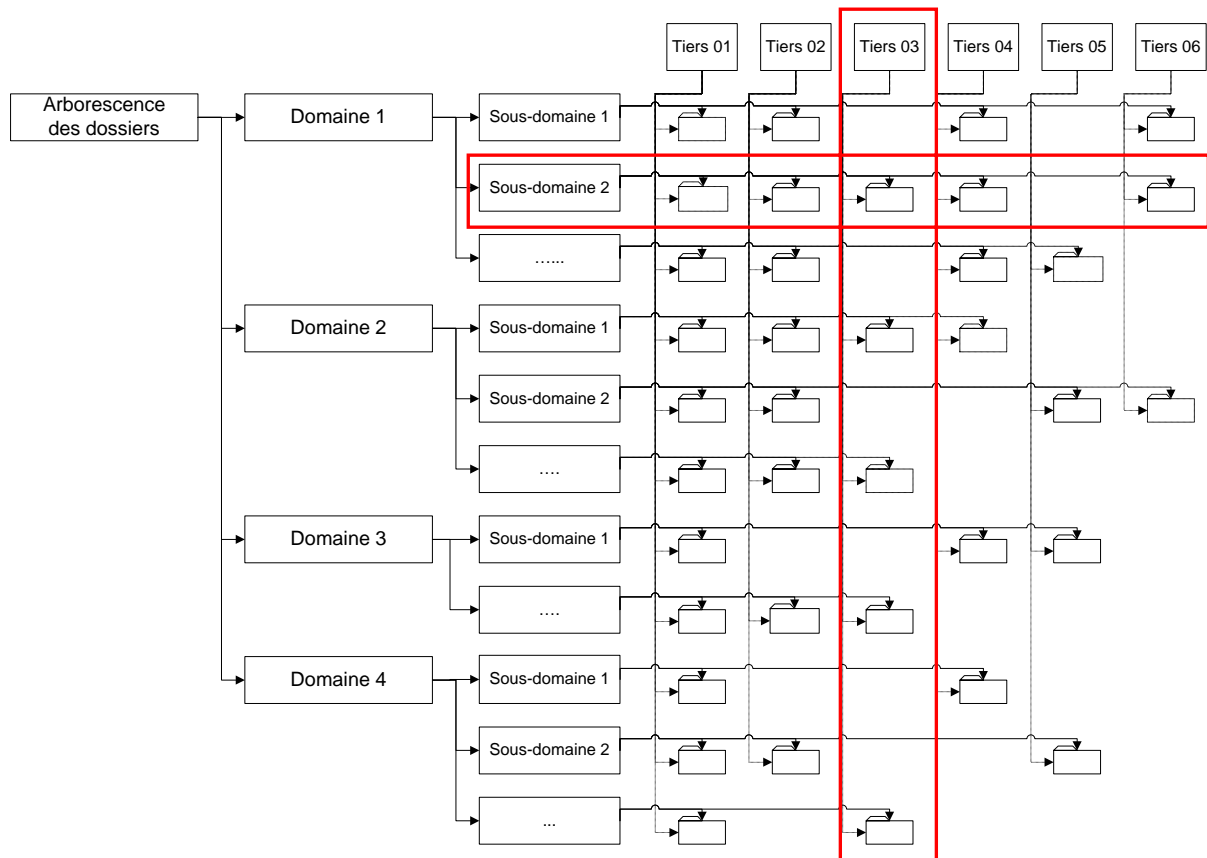 Tiers 01
Tiers 02
Tiers 03
Tiers 04
Tiers 05
Tiers 06
Arborescence
des dossiers
Domaine 1
Sous-domaine 1
Sous-domaine 2
…...
Domaine 2
Sous-domaine 1
Sous-domaine 2
….
Domaine 3
Sous-domaine 1
….
Domaine 4
Sous-domaine 1
Sous-domaine 2
...